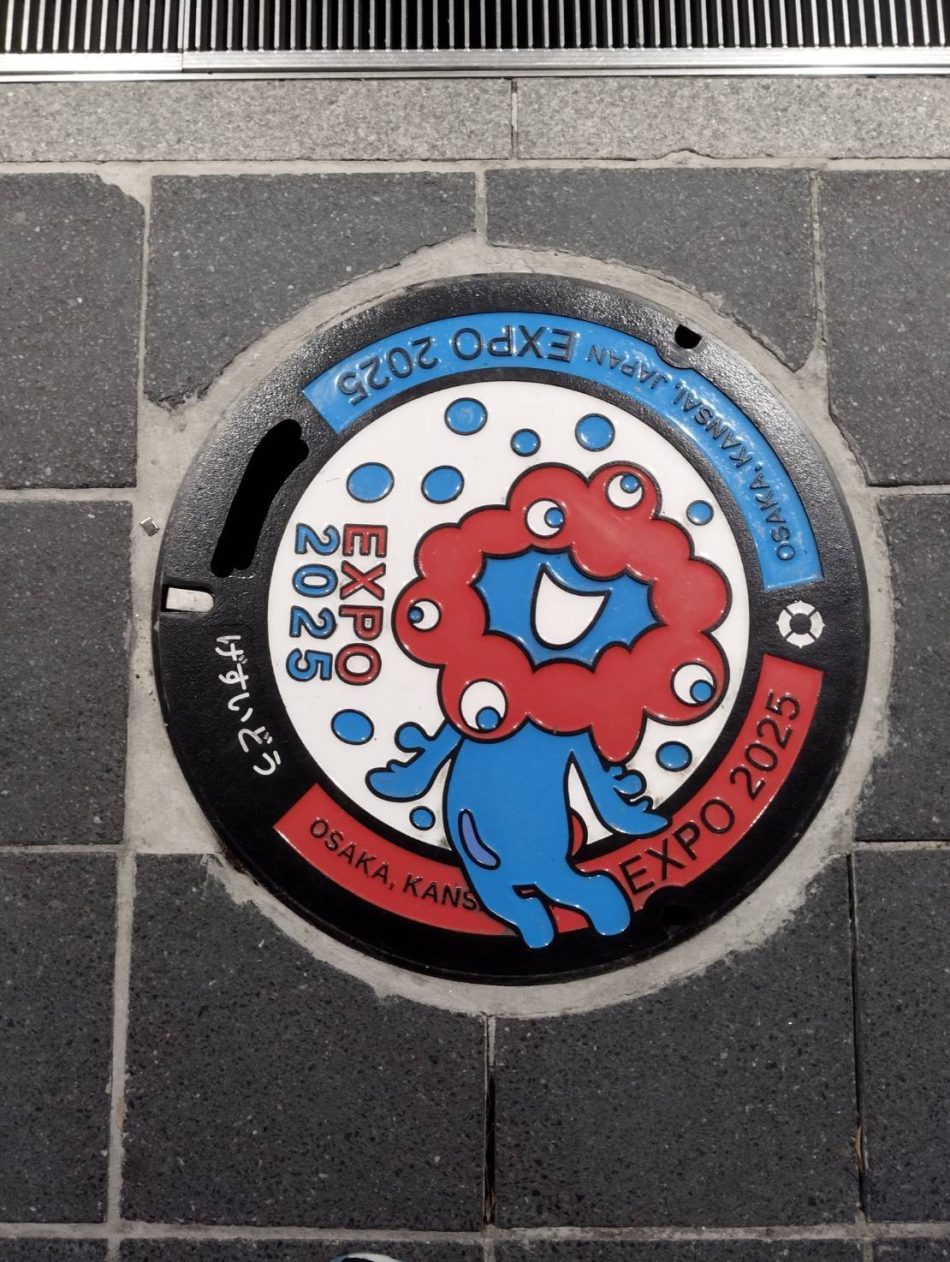 OSAKA, KANSAI, JAPAN EXPO 2025
EXPO
2025
げすいどう
OSAKA, KANS EXPO 2025